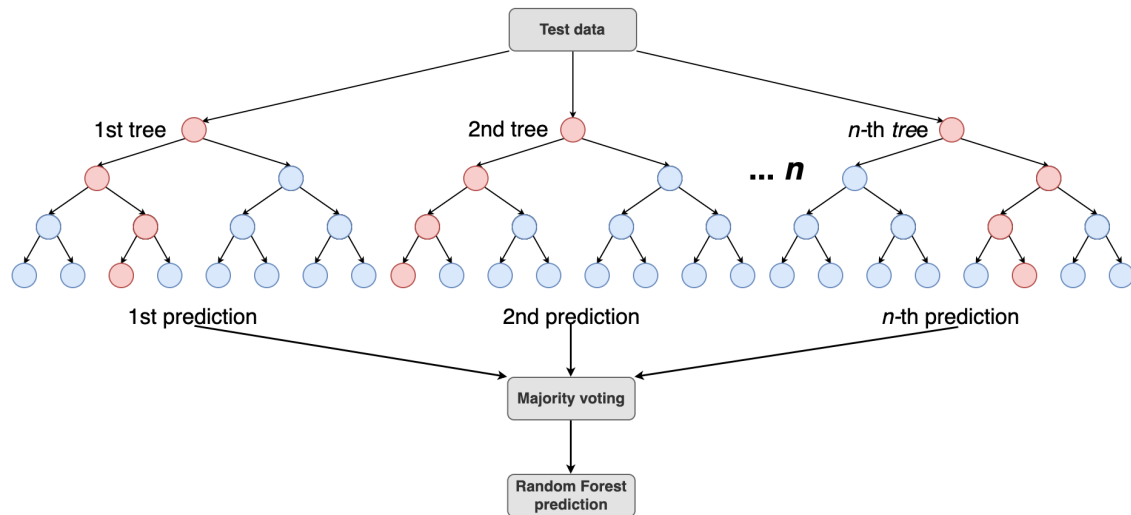 Test data
1st tree
2nd tree
n-th tree
... n
1st prediction
2nd prediction
n-th prediction
Majority voting
Random Forest
prediction